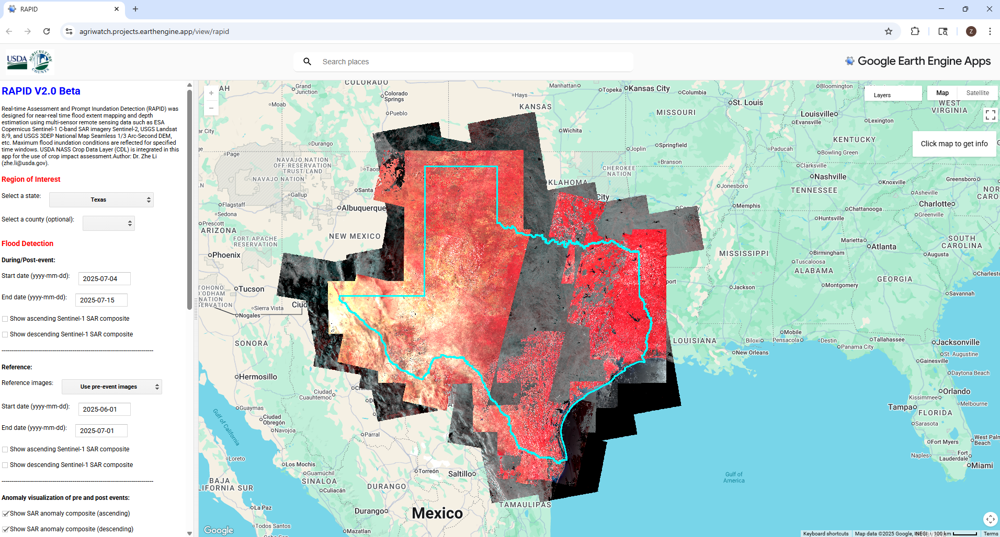 RAPID
agriwatch.projects.earthengine.app/view/rapid
Z
USDA
AGRICULTURE
COUNTS
Search places
Google Earth Engine Apps
RAPID V2.0 Beta
Real-time Assessment and Prompt Inundation Detection (RAPID) was
designed for near-real time flood extent mapping and depth
estimation using multi-sensor remote sensing data such as ESA
Copernicus Sentinel-1 C-band SAR imagery Sentinel-2, USGS Landsat
8/9, and USGS 3DEP National Map Seamless 1/3 Arc-Second DEM,
etc. Maximum flood inundation conditions are reflected for specified
time windows. USDA NASS Crop Data Layer (CDL) is integrated in this
app for the use of crop impact assessment.Author: Dr. Zhe Li
(zhe.li@usda.gov).
Region of Interest
Select a state:
Texas
Select a county (optional):
Flood Detection
During/Post-event:
Start date (yyyy-mm-dd):
2025-07-04
End date (yyyy-mm-dd):
2025-07-15
Show ascending Sentinel-1 SAR composite
Show descending Sentinel-1 SAR composite
Reference:
Reference images:
Use pre-event images
Start date (yyyy-mm-dd):
2025-06-01
End date (yyyy-mm-dd):
2025-07-01
Show ascending Sentinel-1 SAR composite
Show descending Sentinel-1 SAR composite
Anomaly visualization of pre and post events:
Show SAR anomaly composite (ascending)
Show SAR anomaly composite (descending)
+
−
Layers
Map
Satellite
Click map to get info
AH
COLORADO
Grand
Junction
Moab
Colorado
Springs
Pueblo
Hays
KANSAS
Manhattan
Topeka
Kansas City
Columbia
MISSOURI
St. Louis
Bloomington
Louisville
Evansville
Lexington
WEST
VIRGINIA
ar City
Wichita
Springfield
Joplin
Branson
Paducah
KENTUCKY
Bowling Green
Durango
Page
NAVAJO NATION
OFF-RESERVATION
TRUST LAND
NAVAJO NATION
Taos
Santa
Gallup
Albuquerque
Flagstaff
Sedona
Prescott
ARIZONA
FORT APACHE
RESERVATION
NEW MEXICO
Phoenix
Tucson
TOHONO
O'ODHAM
NATION
SERVATION
Sierra Vista
Nogales
Ciud
CHEROKEE
NATION
KLAHOMA
City
Clarksville
Nashville
Knoxville
TENNESSEE
Jonesboro
Memphis
Greensboro
NOR
CARO
Asheville
Charlotte
Chattanooga
Greenville
Huntsville
Marietta
Atlanta
SOUTH
CAROLINA
MISSISSIPPI
Birmingham
Tuscaloosa
ALABAMA
Augusta
GEORGIA
Charlest
port
Jackson
Montgomery
Savannah
Mobile
LOUISIANA
Biloxi
Pensacola
Destin
Panama City
Tallahassee
Jacksonville
New Orleans
St. Augustine
Gainesville
Daytona Beach
Orlando
Kissimmee
Melbourne
Tampa
FLORIDA
Sarasota
West Palm
Beach
Fort Myers
Naples
Fort
Lauderdale
Miami
SONORA
Hermosillo
Ciudad
Cuauhtemoc
Guaymas
Ciudad
Obregón
Navojoa
Gulf of California
Parral
Loreto
Los Mochis
Guamúchil
SINALOA
Culiacán
BAJA
LIFORNIA SUR
La Paz
Todos Santos
Torreón
Saltillo
DURANGO
Durango
Mexico
Mazatlan
TAMAULIPAS
Gulf of
America
Google
Keyboard shortcuts
Map data ©2025 Google, INEGI
100 km
Terms